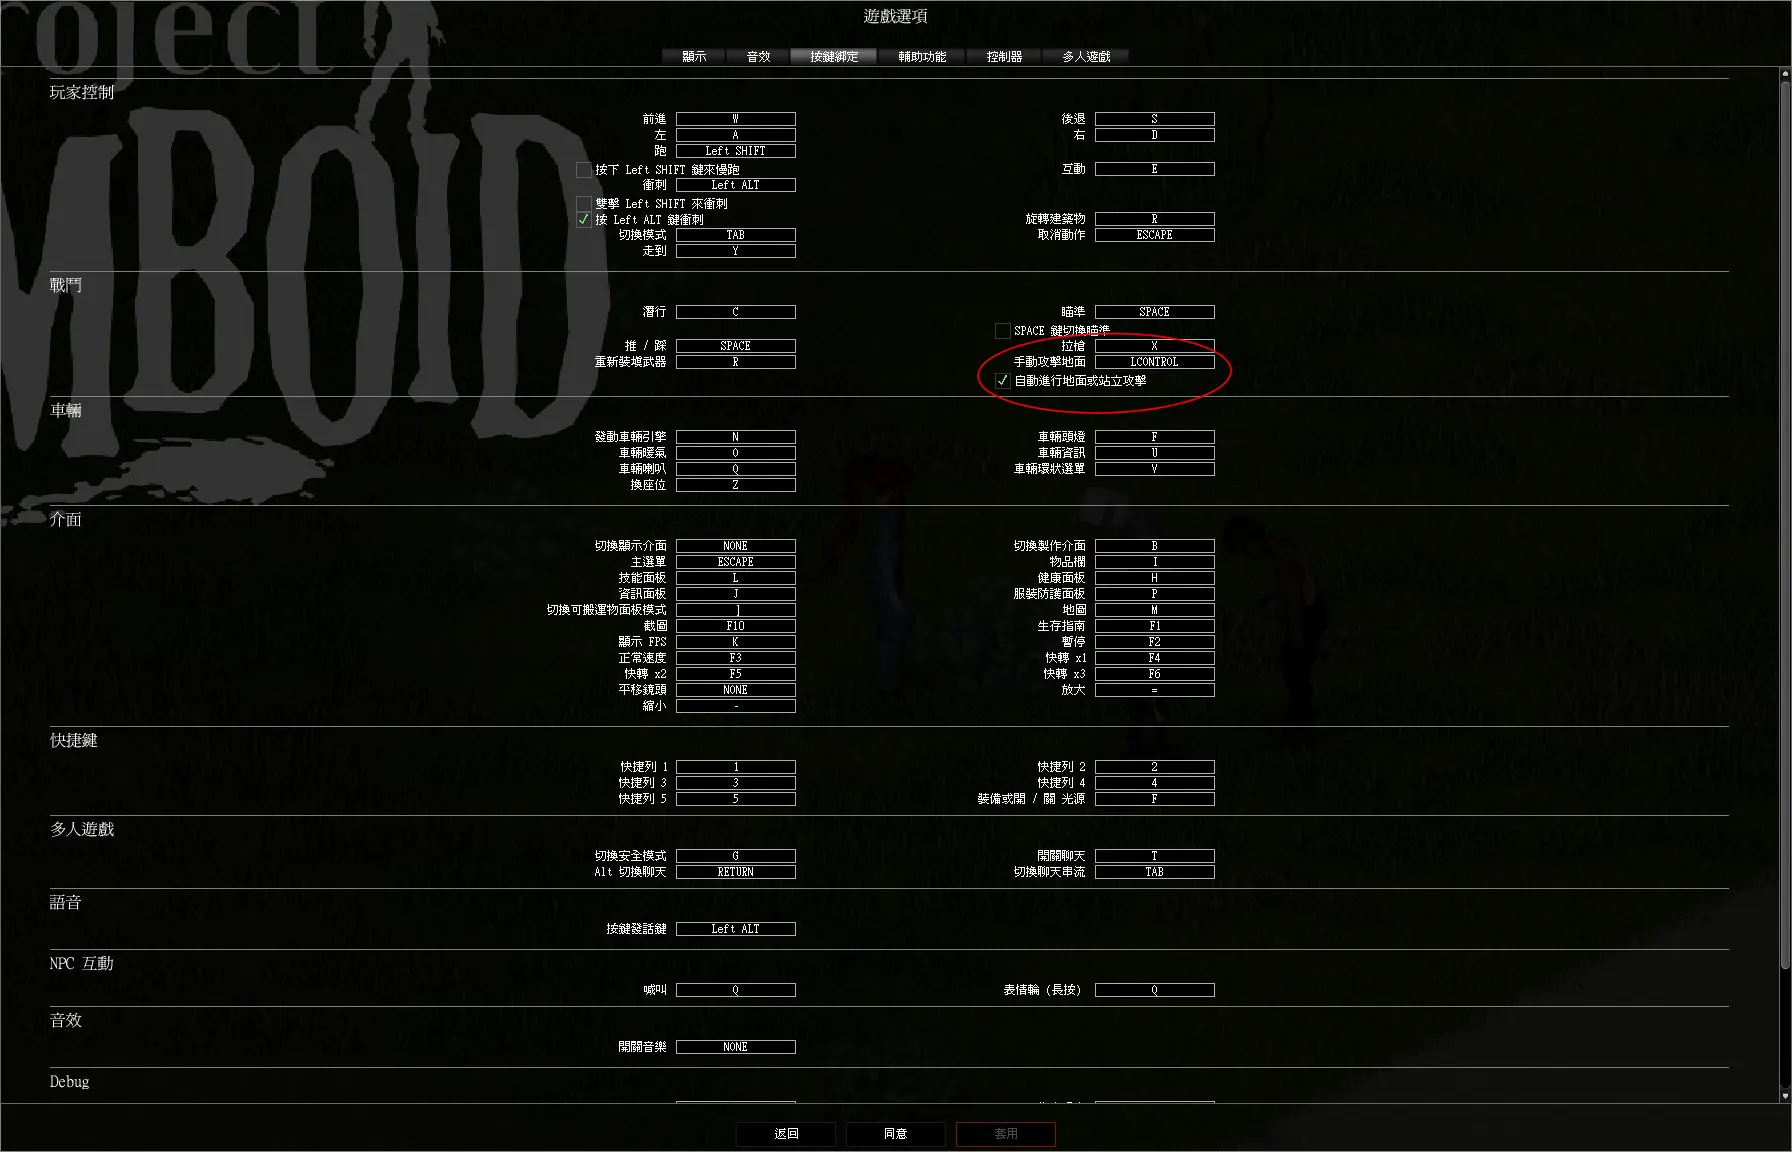 遊戲選項
oject
MBOID
顯示 音效 按鍵綁定 輔助功能 控制器 多人遊戲
玩家控制
前進 W 後退 S
左 A 右 D
跑 Left SHIFT
按下 Left SHIFT 鍵來慢跑 互動 E
衝刺 Left ALT
雙擊 Left SHIFT 來衝刺
按 Left ALT 鍵衝刺 旋轉建築物 R
切換模式 TAB 取消動作 ESCAPE
走到 Y
戰鬥
潛行 C 瞄準 SPACE
SPACE 鍵切換瞄準
推 / 踩 SPACE 拉槍 X
重新裝填武器 R 手動攻擊地面 LCONTROL
自動進行地面或站立攻擊
車輛
發動車輛引擎 N 車輛頭燈 F
車輛暖氣 O 車輛資訊 U
車輛喇叭 Q 車輛環狀選單 V
換座位 Z
介面
切換顯示介面 NONE 切換製作介面 B
主選單 ESCAPE 物品欄 I
技能面板 L 健康面板 H
資訊面板 J 服裝防護面板 P
切換可搬運物面板模式 ] 地圖 M
截圖 F10 生存指南 F1
顯示 FPS K 暫停 F2
正常速度 F3 快轉 x1 F4
快轉 x2 F5 快轉 x3 F6
平移鏡頭 NONE 放大 =
縮小 -
快捷鍵
快捷列 1 1 快捷列 2 2
快捷列 3 3 快捷列 4 4
快捷列 5 5 裝備或開 / 關 光源 F
多人遊戲
切換安全模式 G 開關聊天 T
Alt 切換聊天 RETURN 切換聊天串流 TAB
語音
按鍵發話鍵 Left ALT
NPC 互動
喊叫 Q 表情輪 (長按) Q
音效
開關音樂 NONE
Debug
返回 同意 套用